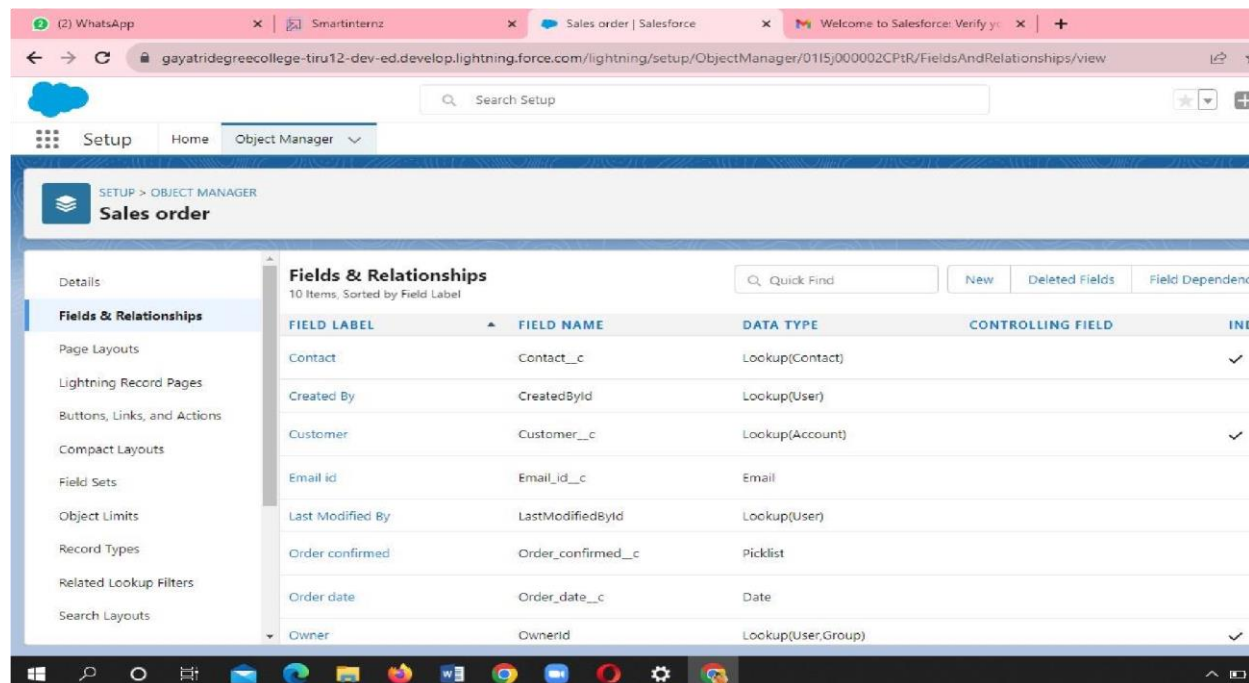 (2) WhatsApp
Smartinternz
Sales order | Salesforce
Welcome to Salesforce: Verify yo
gayatridegreecollege-tiru12-dev-ed.develop.lightning.force.com/lightning/setup/ObjectManager/01I5j000002CPtR/FieldsAndRelationships/view
Search Setup
Setup Home Object Manager
SETUP > OBJECT MANAGER
Sales order
Details
Fields & Relationships
Page Layouts
Lightning Record Pages
Buttons, Links, and Actions
Compact Layouts
Field Sets
Object Limits
Record Types
Related Lookup Filters
Search Layouts
Fields & Relationships
10 Items, Sorted by Field Label
Quick Find
New
Deleted Fields
Field Dependenc
FIELD LABEL FIELD NAME DATA TYPE CONTROLLING FIELD IND
Contact Contact__c Lookup(Contact)
Created By CreatedById Lookup(User)
Customer Customer__c Lookup(Account)
Email id Email_id__c Email
Last Modified By LastModifiedById Lookup(User)
Order confirmed Order_confirmed__c Picklist
Order date Order_date__c Date
Owner OwnerId Lookup(User,Group)